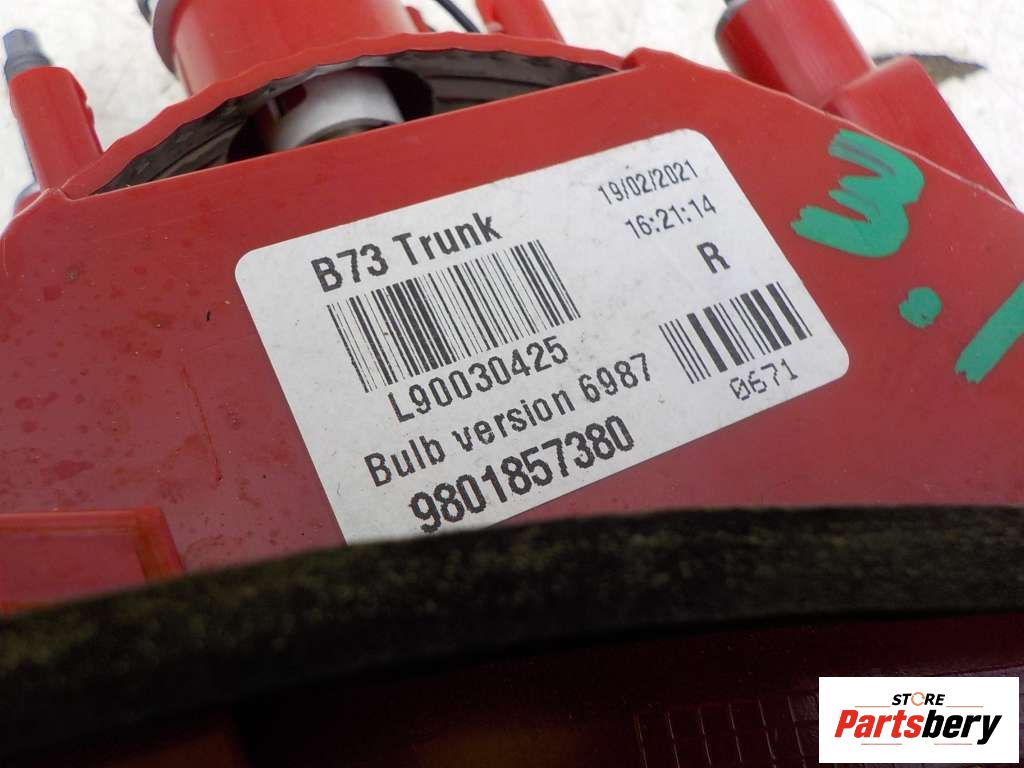 B73 Trunk
19/02/2021
16:21:14
R
L90030425
Bulb version 6987
0671
9801857380
STORE
Partsbery